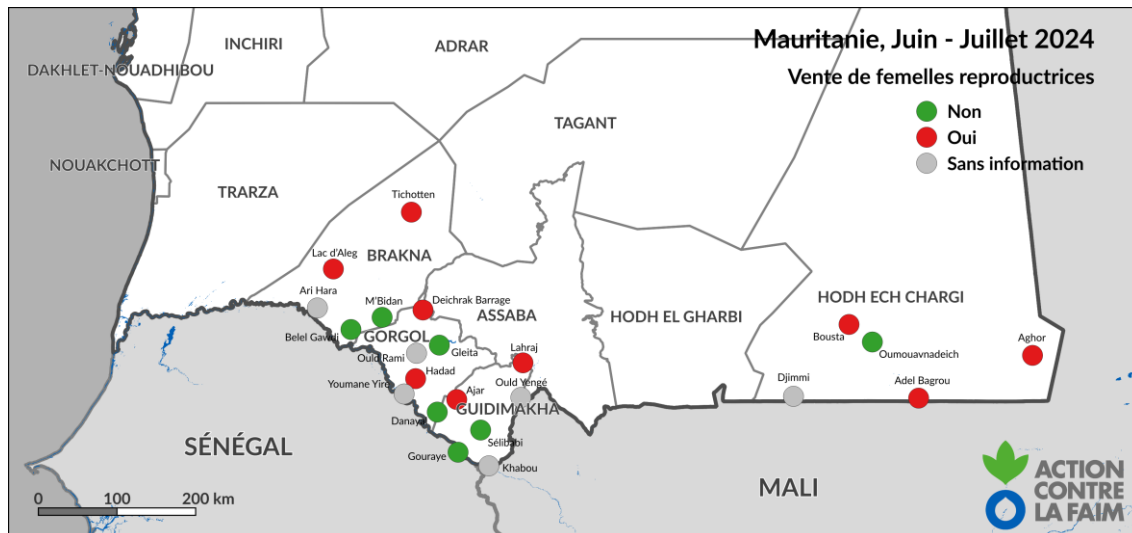 Mauritanie, Juin - Juillet 2024
Vente de femelles reproductrices
Non
Oui
Sans information
INCHIRI
ADRAR
DAKHLET-NOUADHIBOU
TAGANT
NOUAKCHOTT
TRARZA
Tichotten
Lac d'Aleg
BRAKNA
Ari Hara
M'Bidan
Deichrak Barrage
ASSABA
HODH EL GHARBI
HODH ECH CHARGI
Belel Gawdi
GORGOL
Gleita
Ould Rami
Lahraj
Bousta
Oumouavnadeich
Aghor
Hadad
Youmane Yiré
Ajar
Ould Yengé
Djimmi
Adel Bagrou
GUIDIMAKHA
Danaya
Sélibabi
Gouraye
Khabou
SÉNÉGAL
MALI
0 100 200 km
ACTION
CONTRE
LA FAIM